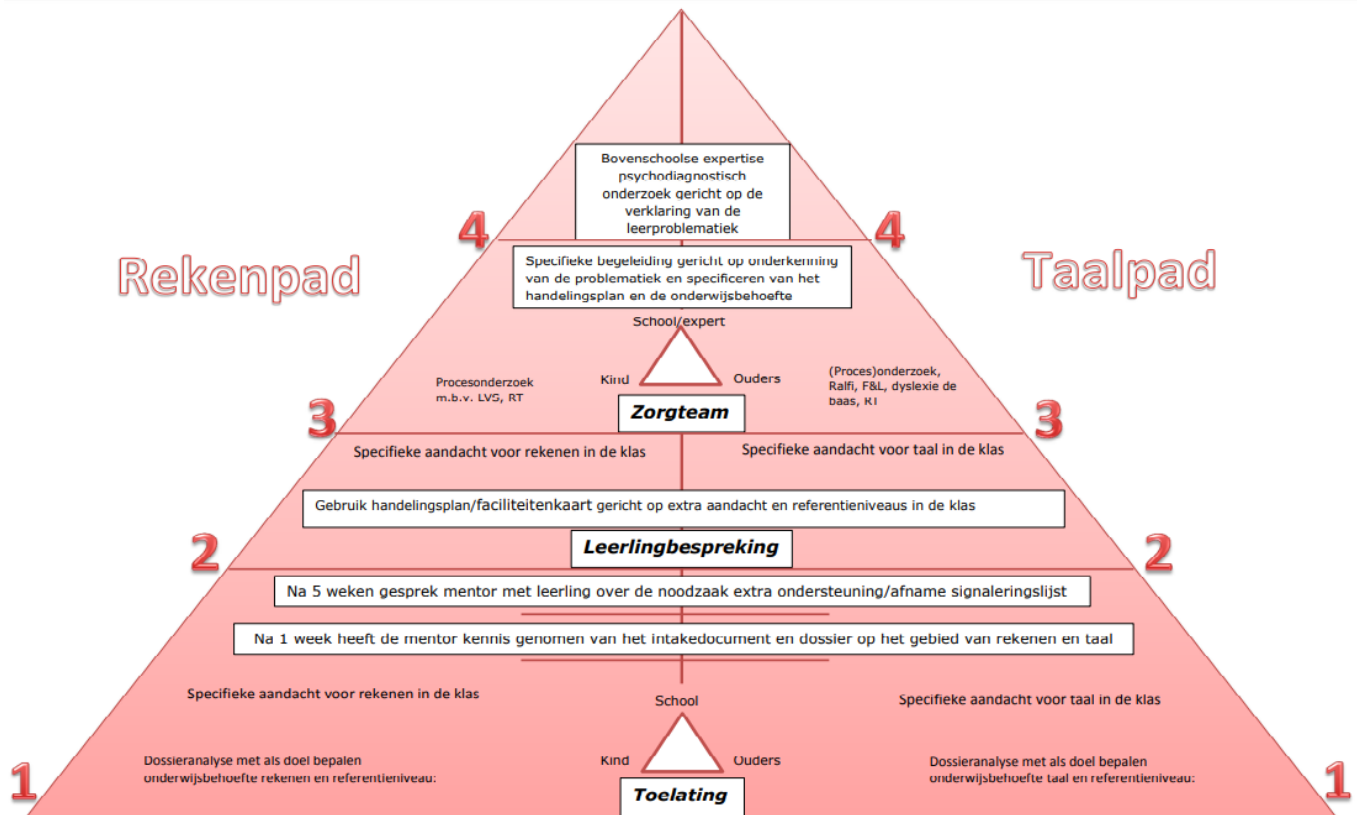 Bovenschoolse expertise
psychodiagnostisch
onderzoek gericht op de
verklaring van de
leerproblematiek
4
4
Rekenpad
Taalpad
Specifieke begeleiding gericht op onderkenning
van de problematiek en specificeren van het
handelingsplan en de onderwijsbehoefte
School/expert
Kind
Ouders
Procesonderzoek
m.b.v. LVS, RT
(Proces)onderzoek,
Ralfi, F&L, dyslexie de
baas, RT
Zorgteam
3
3
Specifieke aandacht voor rekenen in de klas
Specifieke aandacht voor taal in de klas
Gebruik handelingsplan/faciliteitenkaart gericht op extra aandacht en referentieniveaus in de klas
Leerlingbespreking
2
2
Na 5 weken gesprek mentor met leerling over de noodzaak extra ondersteuning/afname signaleringslijst
Na 1 week heeft de mentor kennis genomen van het intakedocument en dossier op het gebied van rekenen en taal
Specifieke aandacht voor rekenen in de klas
Specifieke aandacht voor taal in de klas
School
Kind
Ouders
Dossieranalyse met als doel bepalen
onderwijsbehoefte rekenen en referentieniveau:
Dossieranalyse met als doel bepalen
onderwijsbehoefte taal en referentieniveau:
1
1
Toelating